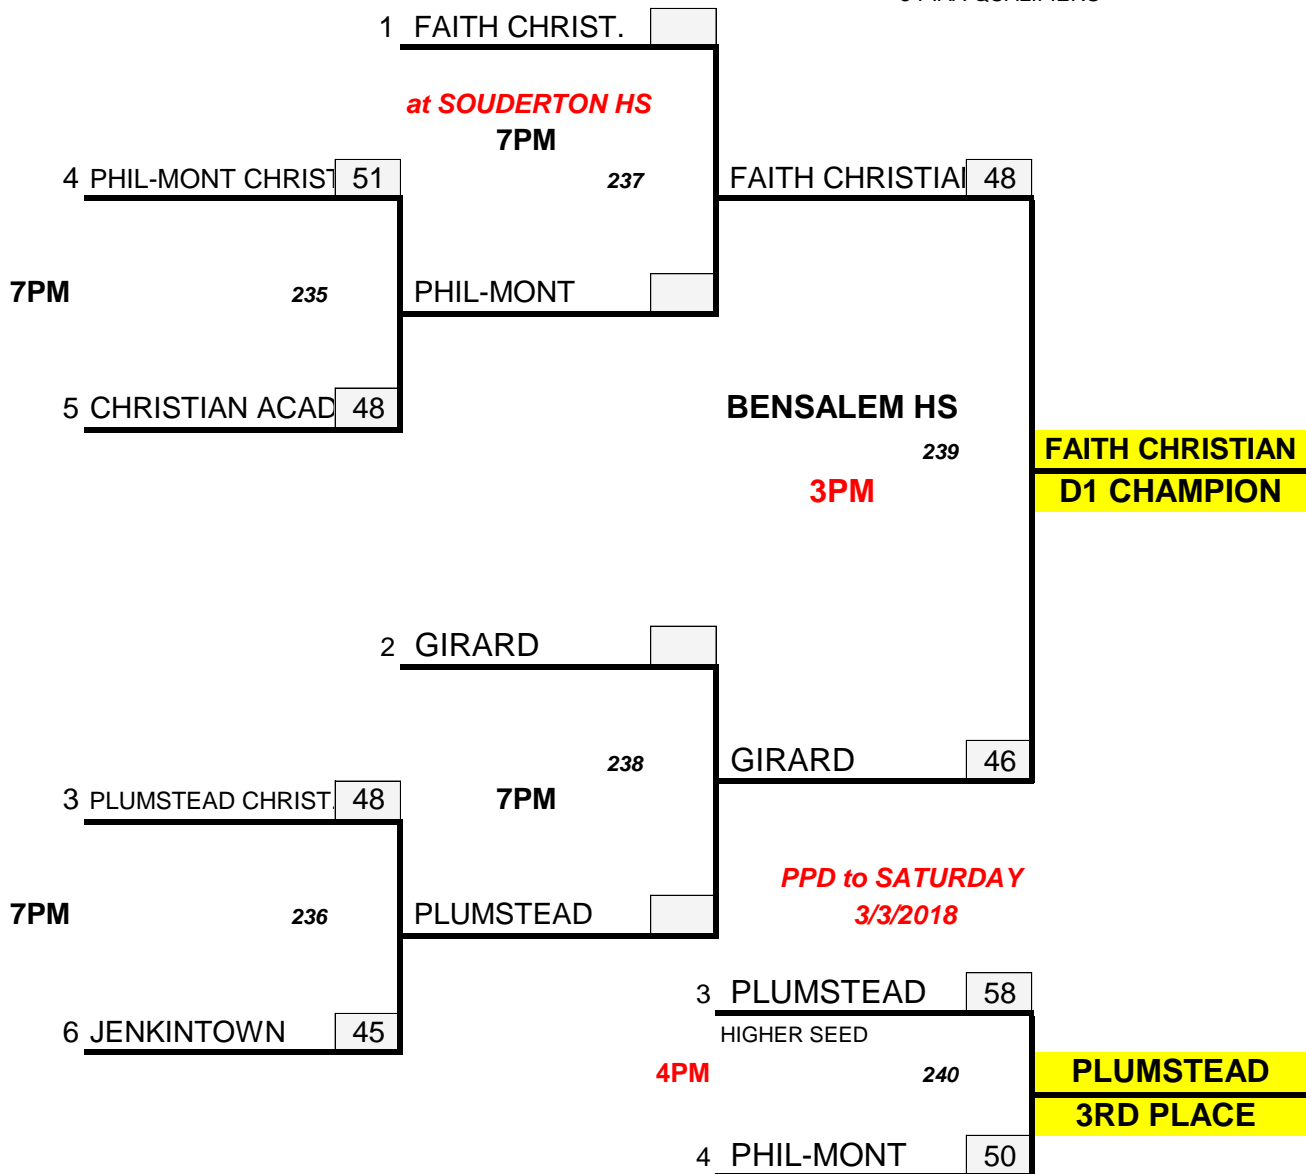 1 FAITH CHRIST.
at SOUDERTON HS
7PM
4 PHIL-MONT CHRIST 51
237
FAITH CHRISTIAN 48
7PM
235
PHIL-MONT
5 CHRISTIAN ACAD 48
BENSALEM HS
239
FAITH CHRISTIAN
3PM
D1 CHAMPION
2 GIRARD
238
GIRARD 46
3 PLUMSTEAD CHRIST. 48
7PM
PPD to SATURDAY
3/3/2018
7PM
236
PLUMSTEAD
3 PLUMSTEAD 58
6 JENKINTOWN 45
HIGHER SEED
4PM
240
PLUMSTEAD
3RD PLACE
4 PHIL-MONT 50